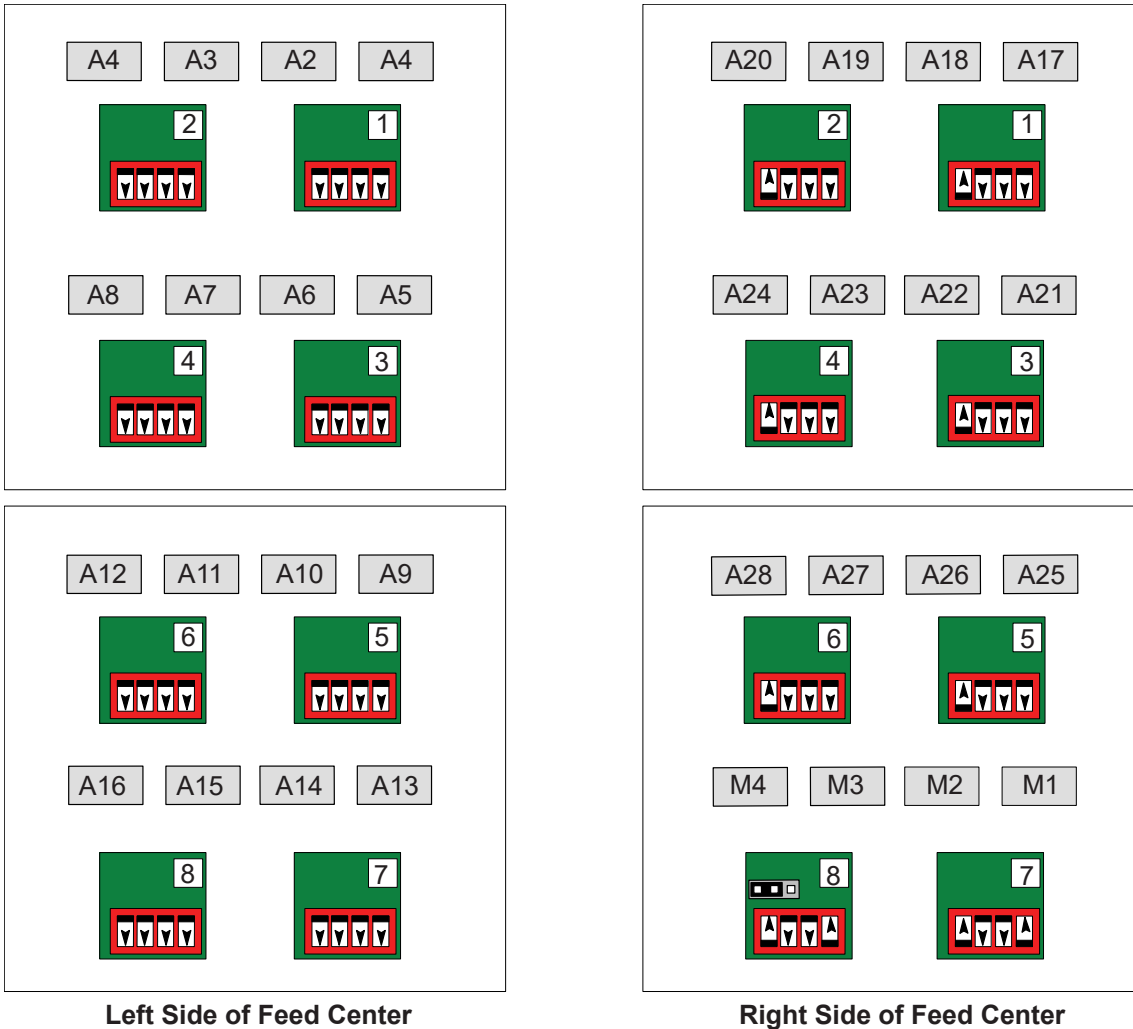 A4 A3 A2 A4
2 1
A8 A7 A6 A5
4 3
A12 A11 A10 A9
6 5
A16 A15 A14 A13
8 7
Left Side of Feed Center
A20 A19 A18 A17
2 1
A24 A23 A22 A21
4 3
A28 A27 A26 A25
6 5
M4 M3 M2 M1
8 7
Right Side of Feed Center